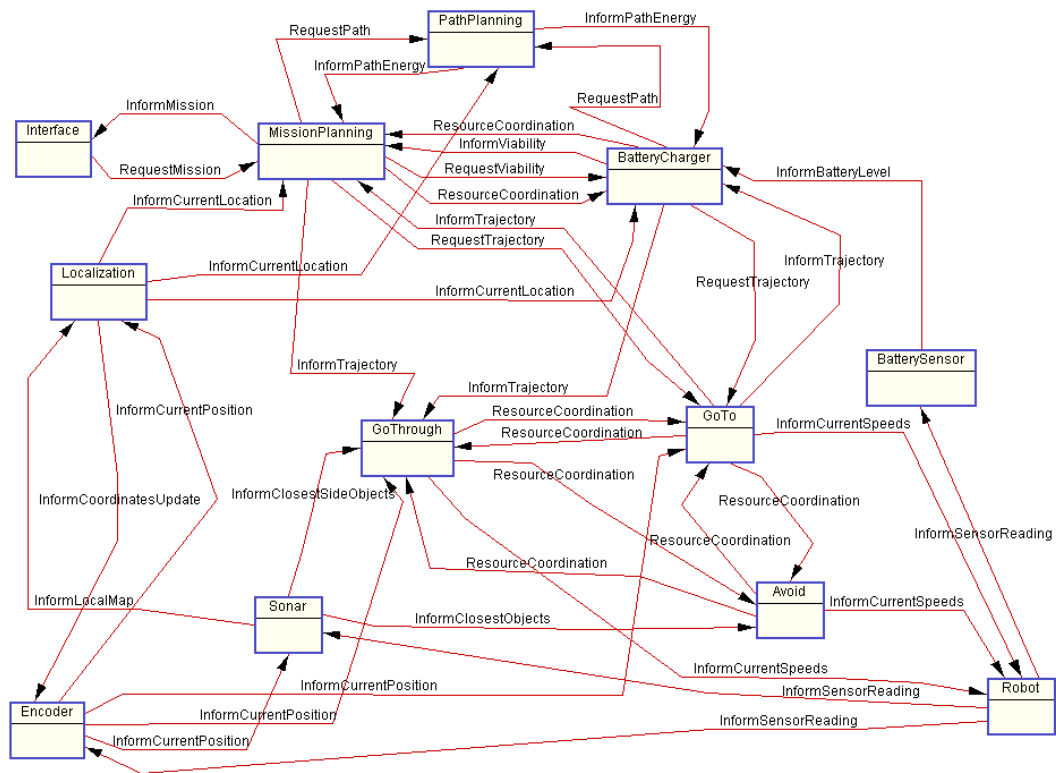 PathPlanning
InformPathEnergy
RequestPath
InformPathEnergy
RequestPath
InformMission
Interface
MissionPlanning
ResourceCoordination
InformViability
BatteryCharger
RequestMission
RequestViability
InformBatteryLevel
ResourceCoordination
InformCurrentLocation
InformTrajectory
RequestTrajectory
Localization
InformCurrentLocation
InformTrajectory
RequestTrajectory
InformCurrentLocation
BatterySensor
InformTrajectory
InformTrajectory
InformCurrentPosition
ResourceCoordination
GoTo
GoThrough
ResourceCoordination
InformCurrentSpeeds
InformCoordinatesUpdate
InformClosestSideObjects
ResourceCoordination
ResourceCoordination
InformSensorReading
ResourceCoordination
ResourceCoordination
Avoid
InformLocalMap
Sonar
InformClosestObjects
InformCurrentSpeeds
InformCurrentSpeeds
InformCurrentPosition
Robot
InformSensorReading
Encoder
InformCurrentPosition
InformSensorReading
InformCurrentPosition